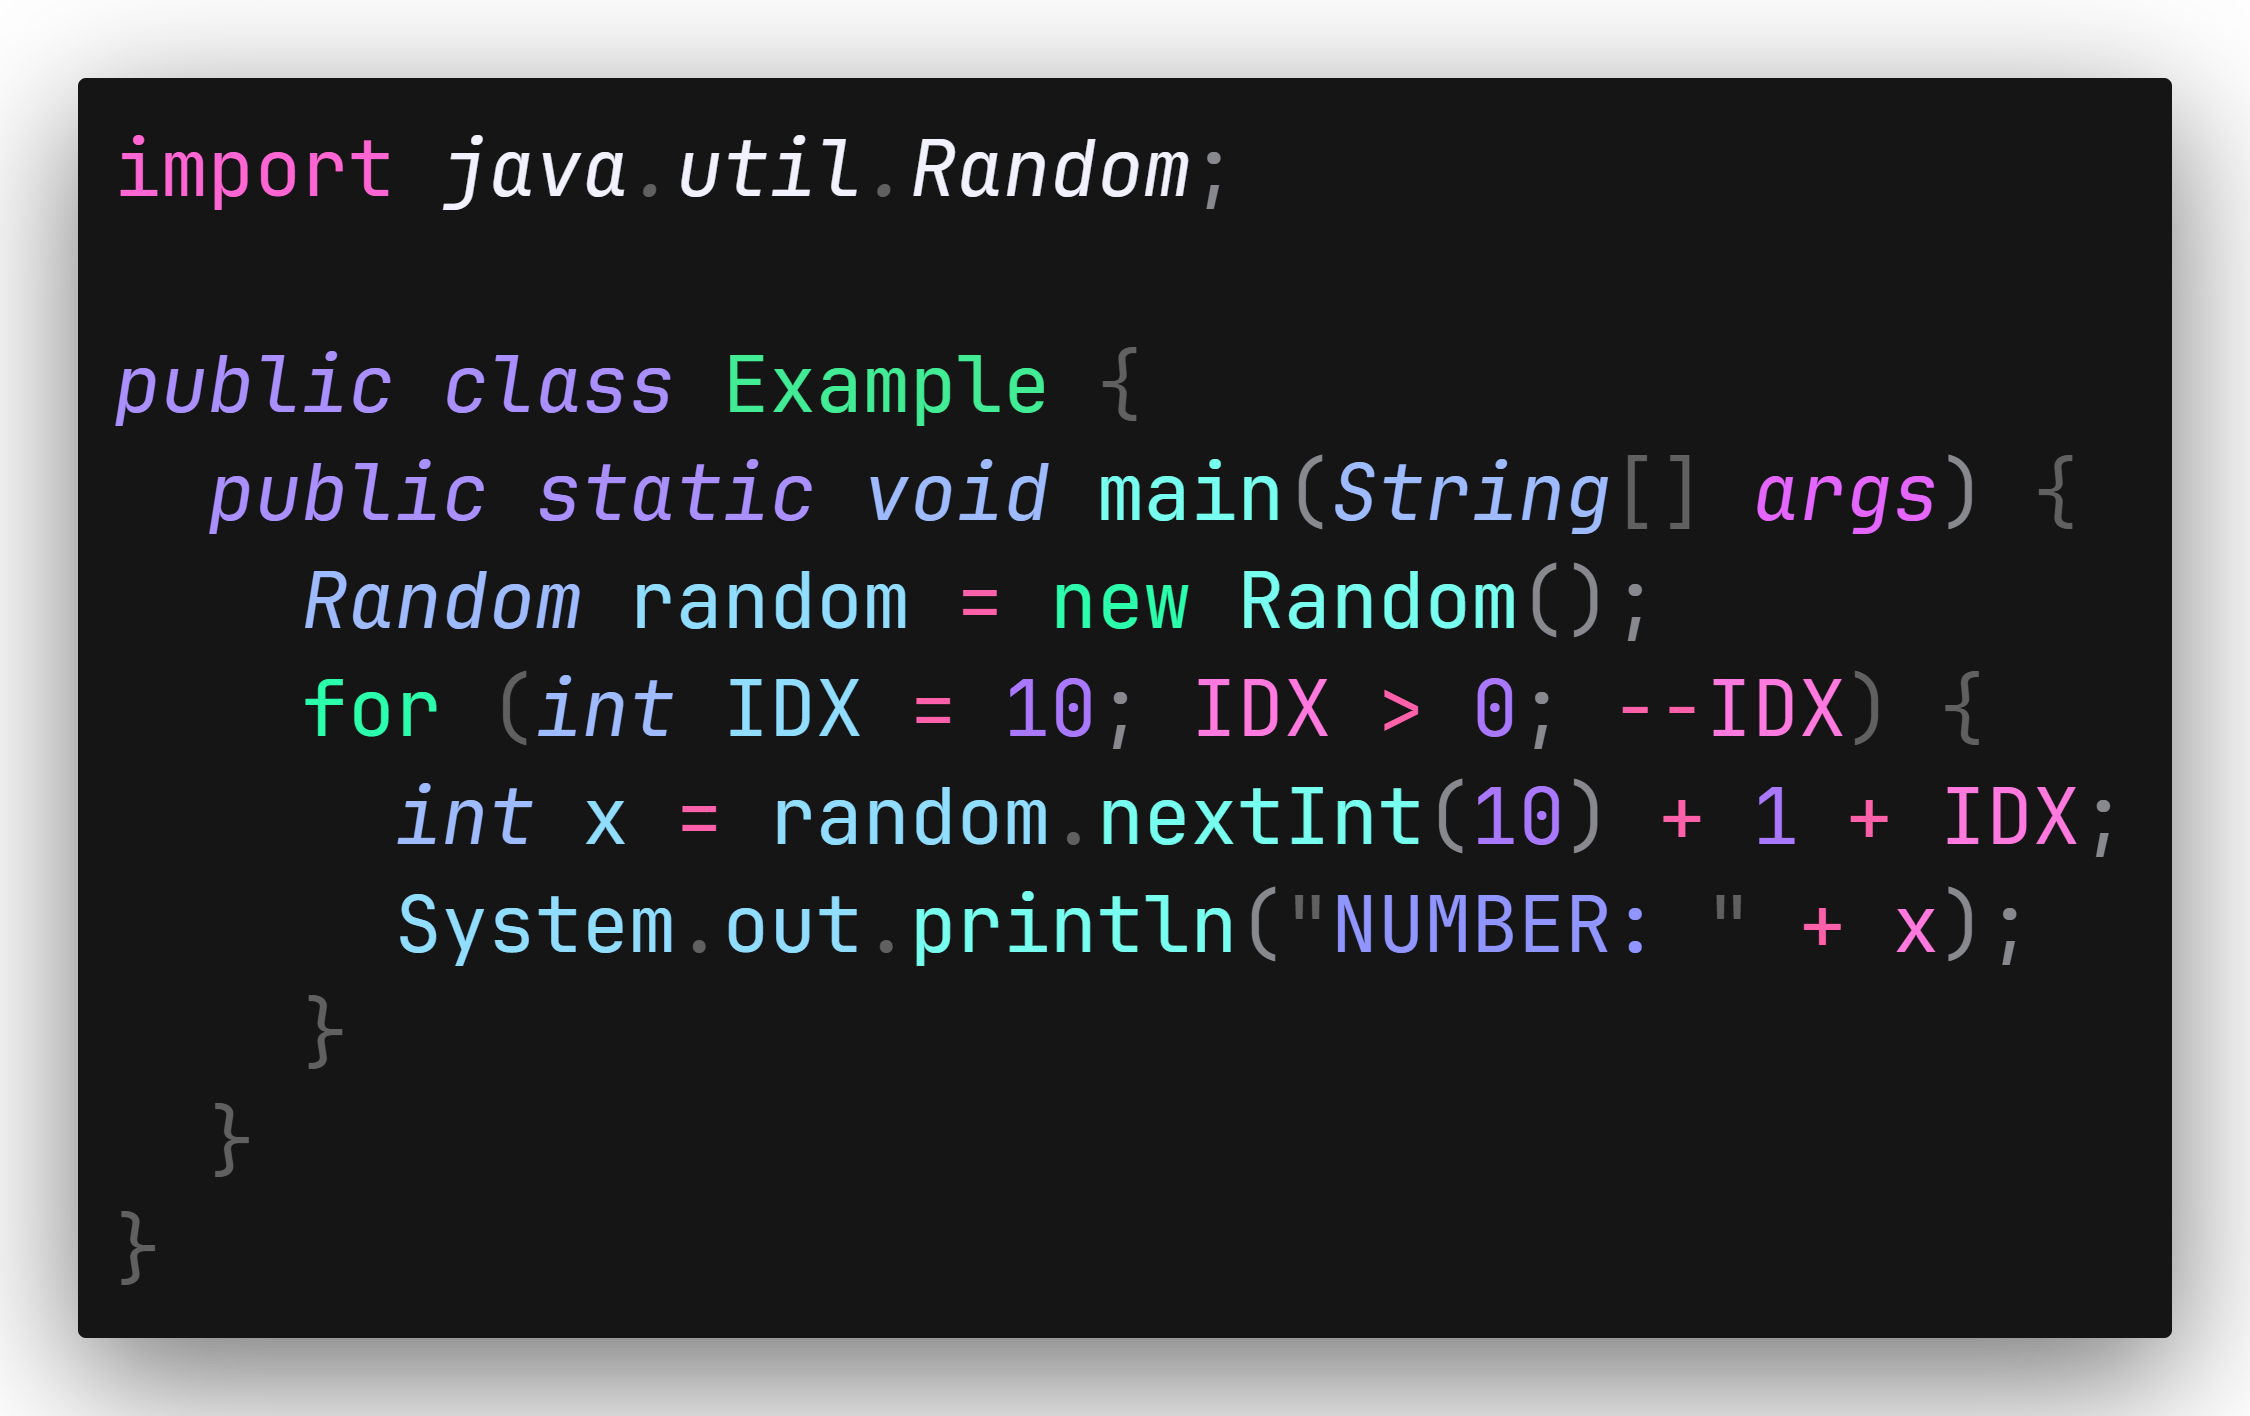 import java.util.Random;

public class Example {
  public static void main(String[] args) {
    Random random = new Random();
    for (int IDX = 10; IDX > 0; --IDX) {
      int x = random.nextInt(10) + 1 + IDX;
      System.out.println("NUMBER: " + x);
    }
  }
}